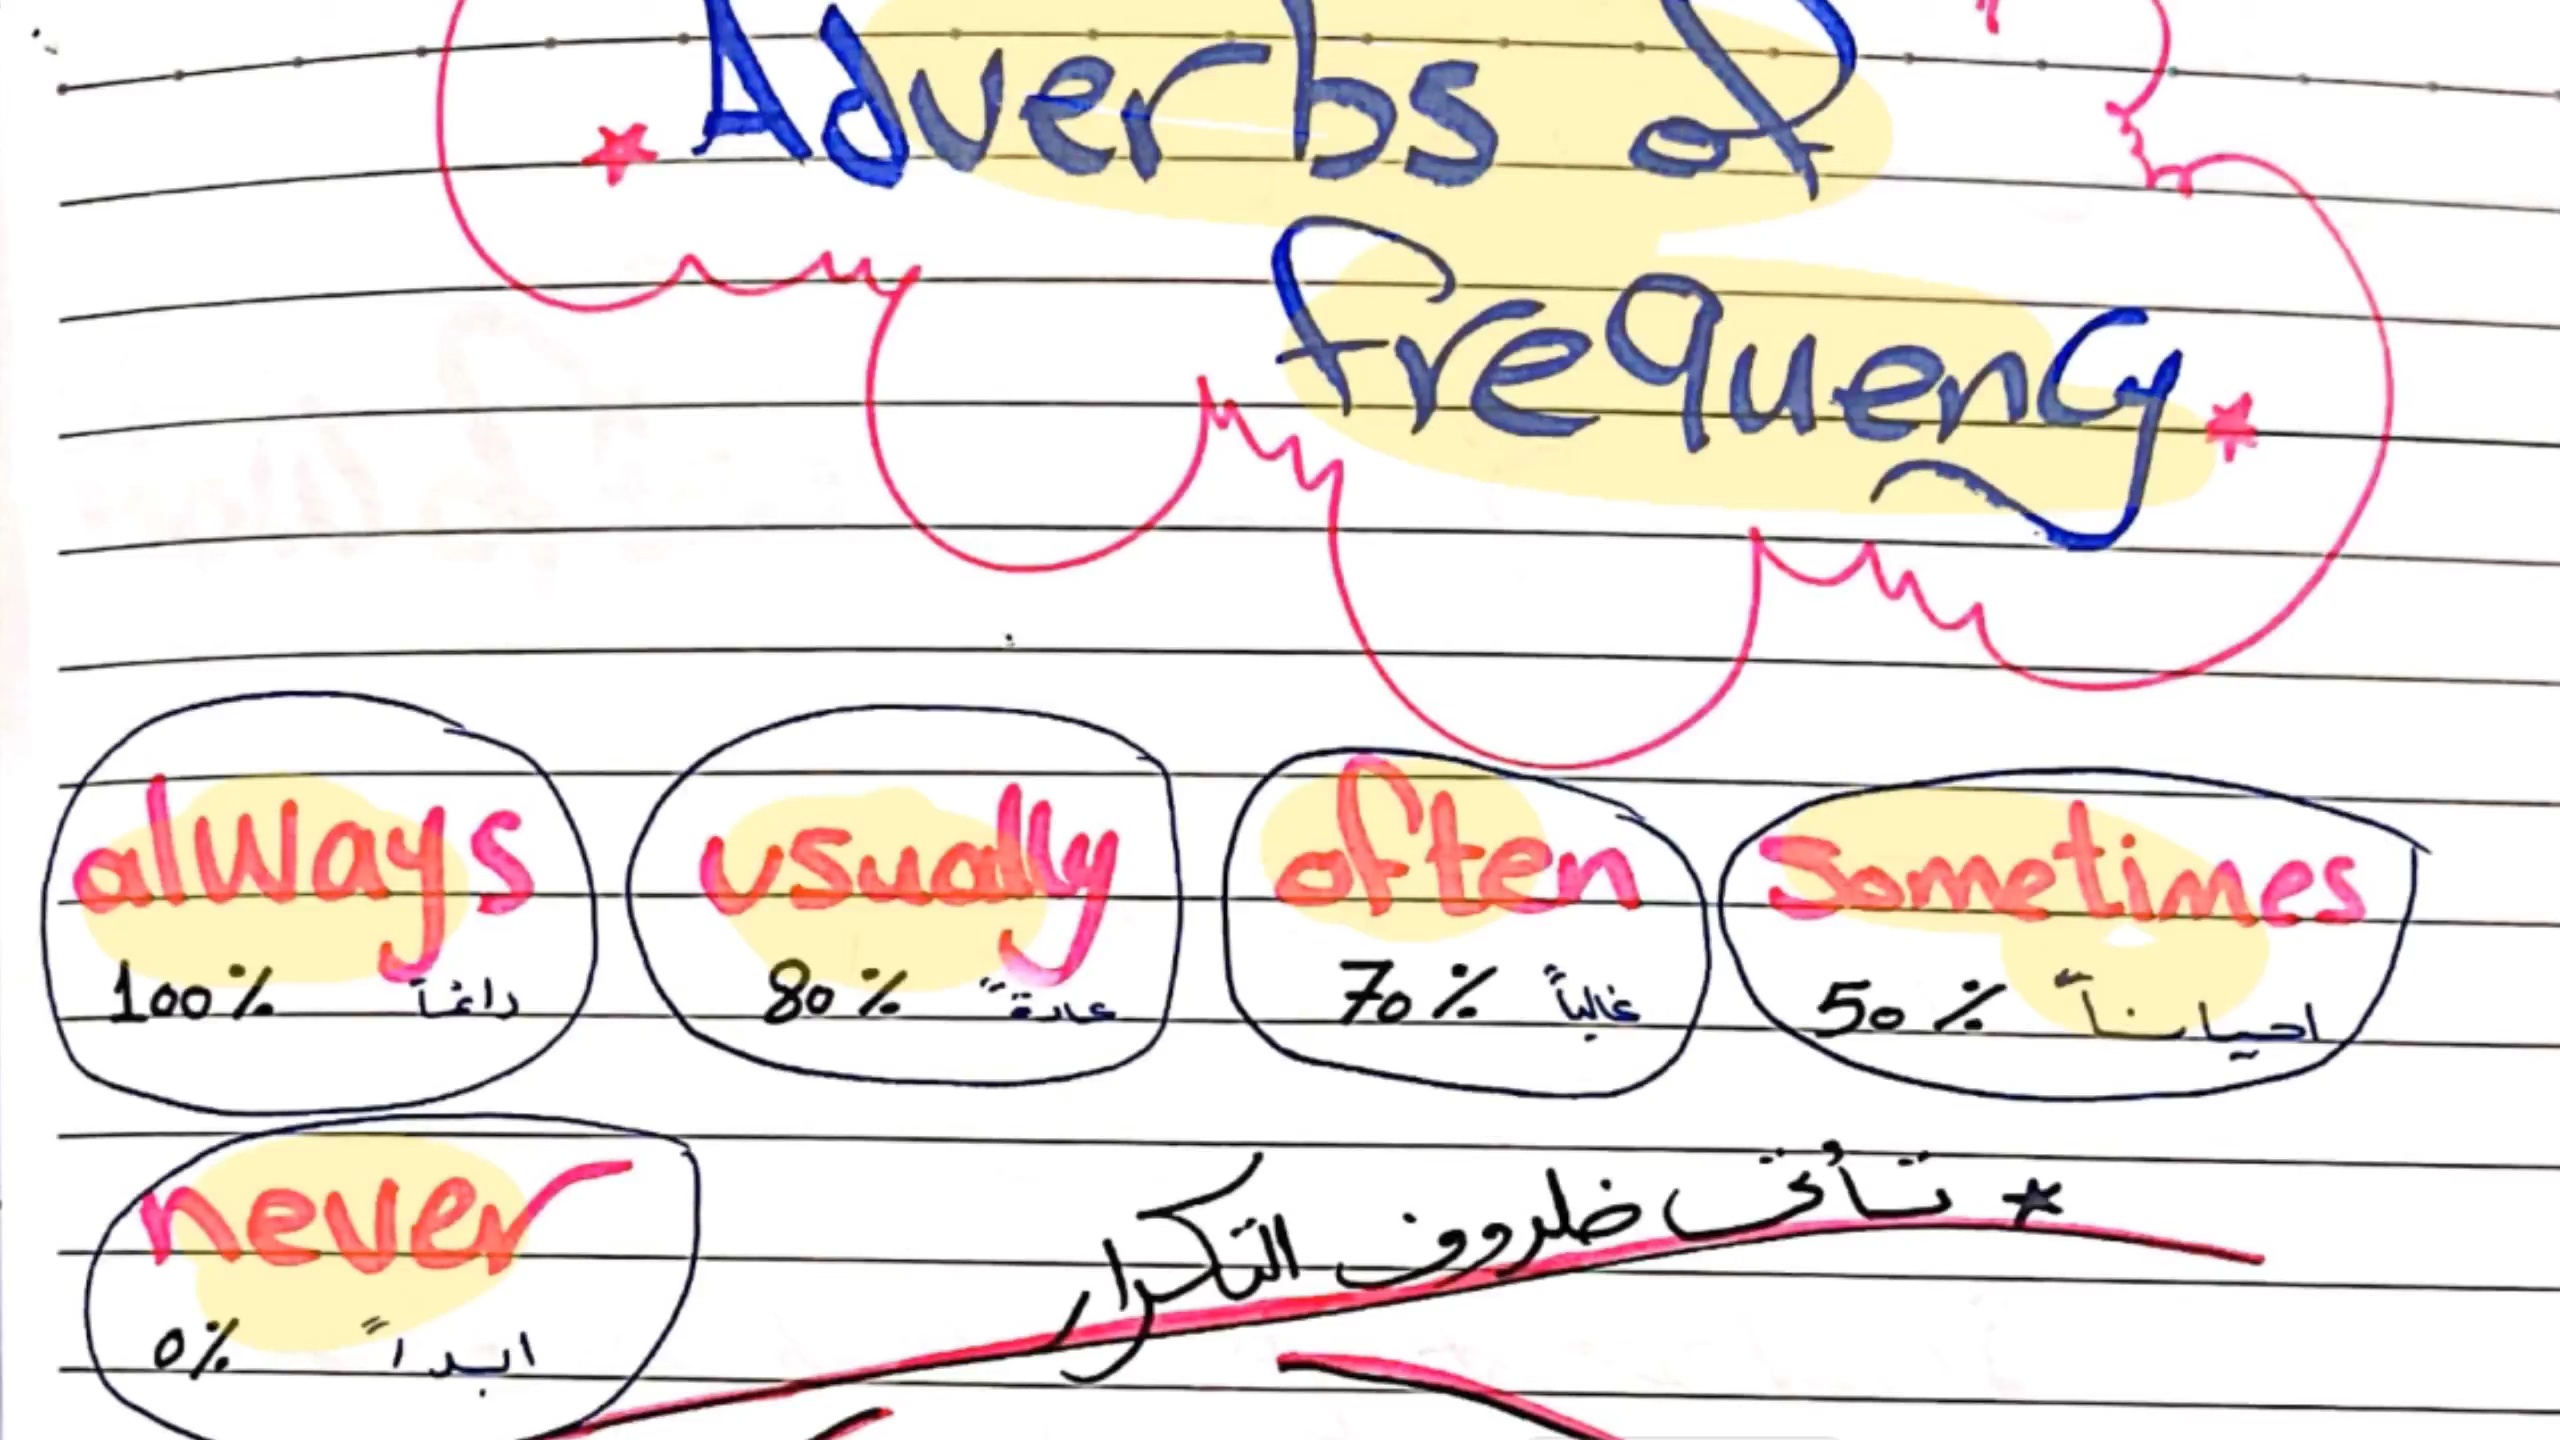 Adverbs of
frequency
always usually often sometimes
100% دائماً 80% عادةً 70% غالباً 50% احياناً
never
* تأتي ظروف التكرار
0% ابداً